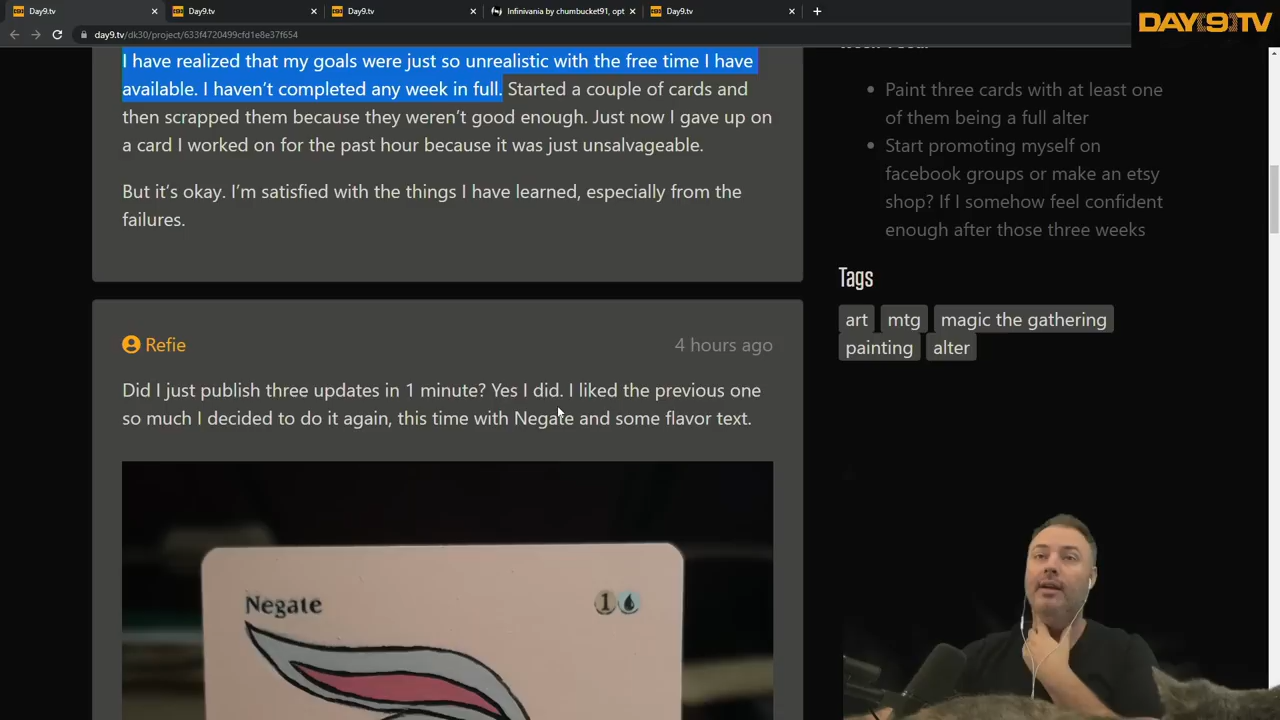 Day9.tv
Day9.tv
Day9.tv
Infinivania by chumbucket91, opt
Day9.tv
DAY9.TV
day9.tv/dk30/project/633f4720499cfd1e8e37f654
I have realized that my goals were just so unrealistic with the free time I have
available. I haven’t completed any week in full. Started a couple of cards and
then scrapped them because they weren’t good enough. Just now I gave up on
a card I worked on for the past hour because it was just unsalvageable.
But it’s okay. I’m satisfied with the things I have learned, especially from the
failures.
Refie
4 hours ago
Did I just publish three updates in 1 minute? Yes I did. I liked the previous one
so much I decided to do it again, this time with Negate and some flavor text.
Negate
1
Paint three cards with at least one
of them being a full alter
Start promoting myself on
facebook groups or make an etsy
shop? If I somehow feel confident
enough after those three weeks
Tags
art
mtg
magic the gathering
painting
alter